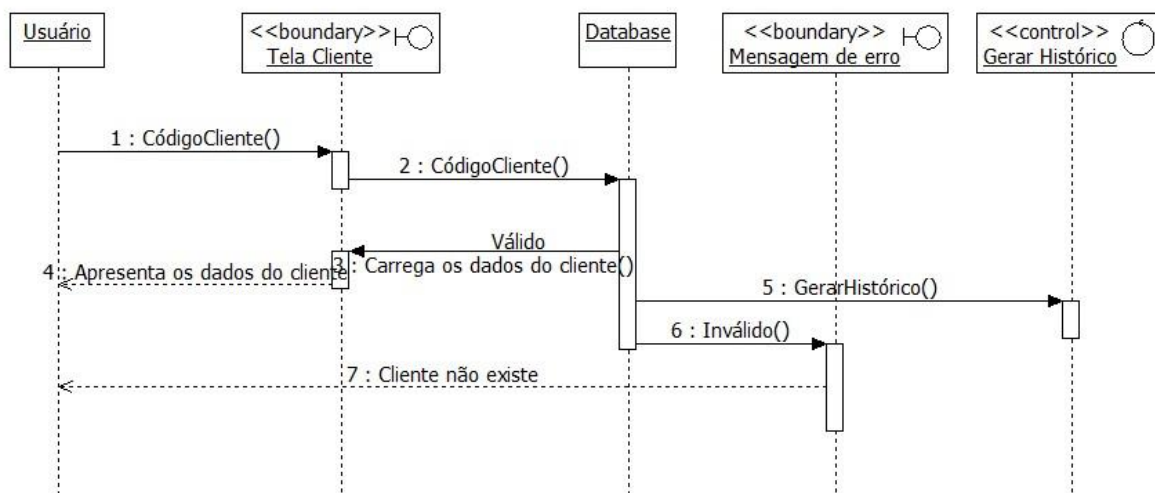 Usuário
<<boundary>>
Tela Cliente
Database
<<boundary>>
Mensagem de erro
<<control>>
Gerar Histórico
1 : CódigoCliente()
2 : CódigoCliente()
Válido
3 : Carrega os dados do cliente()
4 : Apresenta os dados do cliente
5 : GerarHistórico()
6 : Inválido()
7 : Cliente não existe